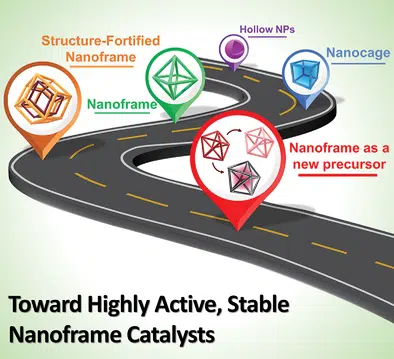 Hollow NPs
Structure-Fortified
Nanoframe
Nanocage
Nanoframe
Nanoframe as a
new precursor
Toward Highly Active, Stable
Nanoframe Catalysts